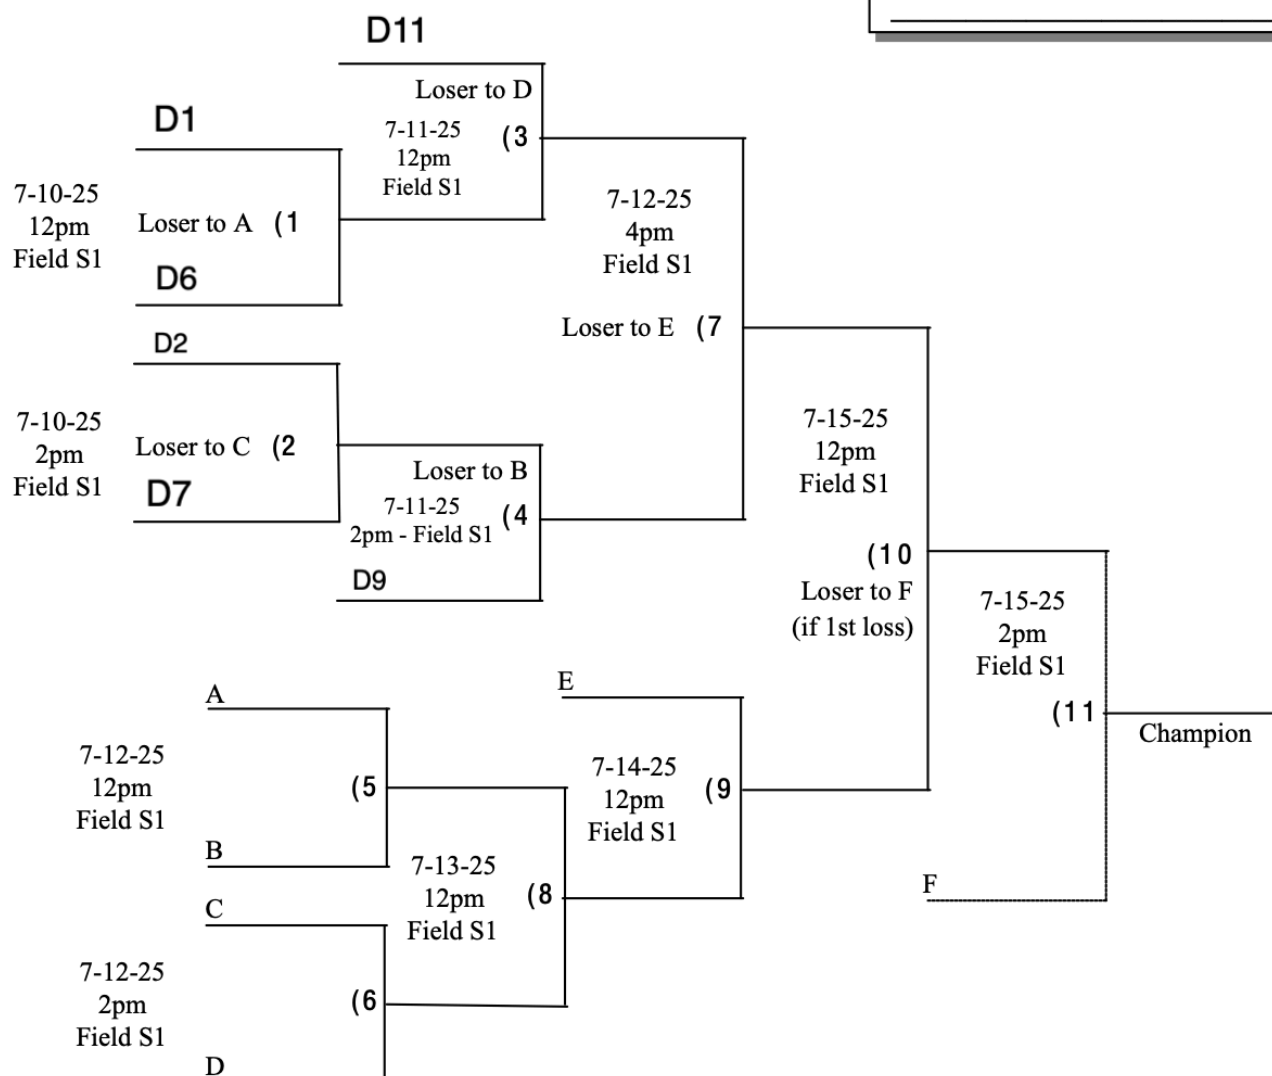 D11
Loser to D
7-11-25
12pm
Field S1
(3
D1
7-10-25
12pm
Field S1
Loser to A (1
D6
7-12-25
4pm
Field S1
Loser to E (7
D2
7-10-25
2pm
Field S1
Loser to C (2
D7
Loser to B
7-11-25
2pm - Field S1
(4
D9
7-15-25
12pm
Field S1
(10
Loser to F
(if 1st loss)
7-15-25
2pm
Field S1
(11
Champion
A
7-12-25
12pm
Field S1
(5
B
E
7-14-25
12pm
Field S1
(9
7-13-25
12pm
Field S1
(8
F
C
7-12-25
2pm
Field S1
(6
D